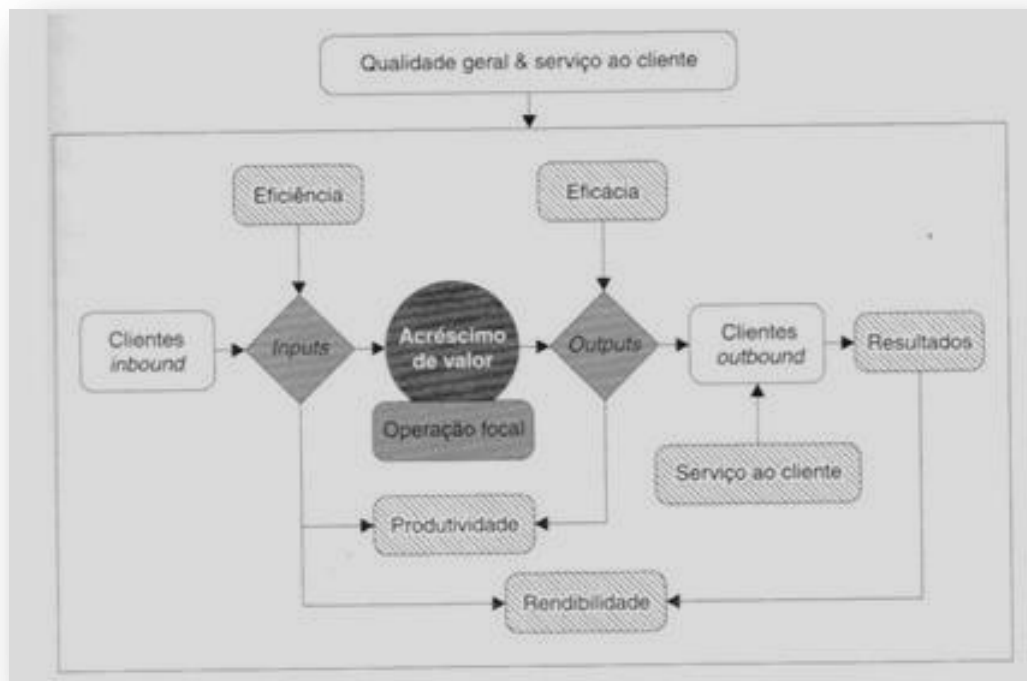 Qualidade geral & serviço ao cliente
Eficiência
Eficácia
Clientes
inbound
Inputs
Acréscimo
de valor
Outputs
Clientes
outbound
Resultados
Operação focal
Serviço ao cliente
Produtividade
Rendibilidade